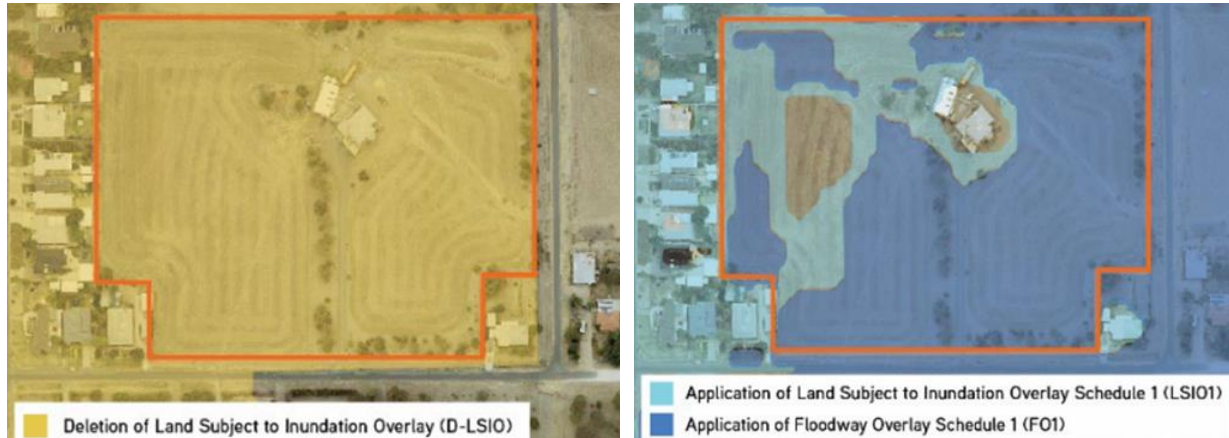 Deletion of Land Subject to Inundation Overlay (D-LSIO)
Application of Land Subject to Inundation Overlay Schedule 1 (LSIO1)
Application of Floodway Overlay Schedule 1 (FO1)